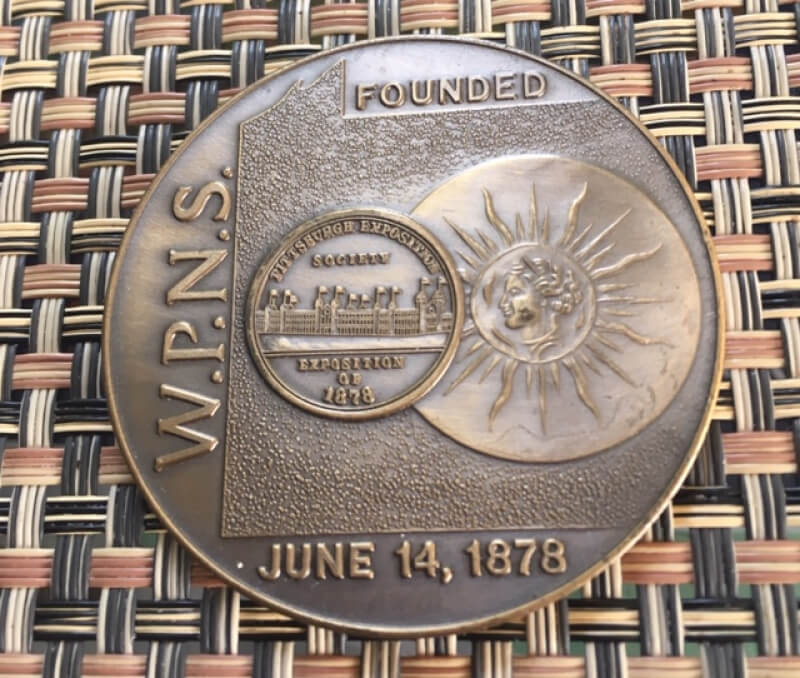 FOUNDED
W.P.N.S.
PITTSBURGH EXPOSITION
SOCIETY
EXPOSITION
OF
1878
JUNE 14, 1878